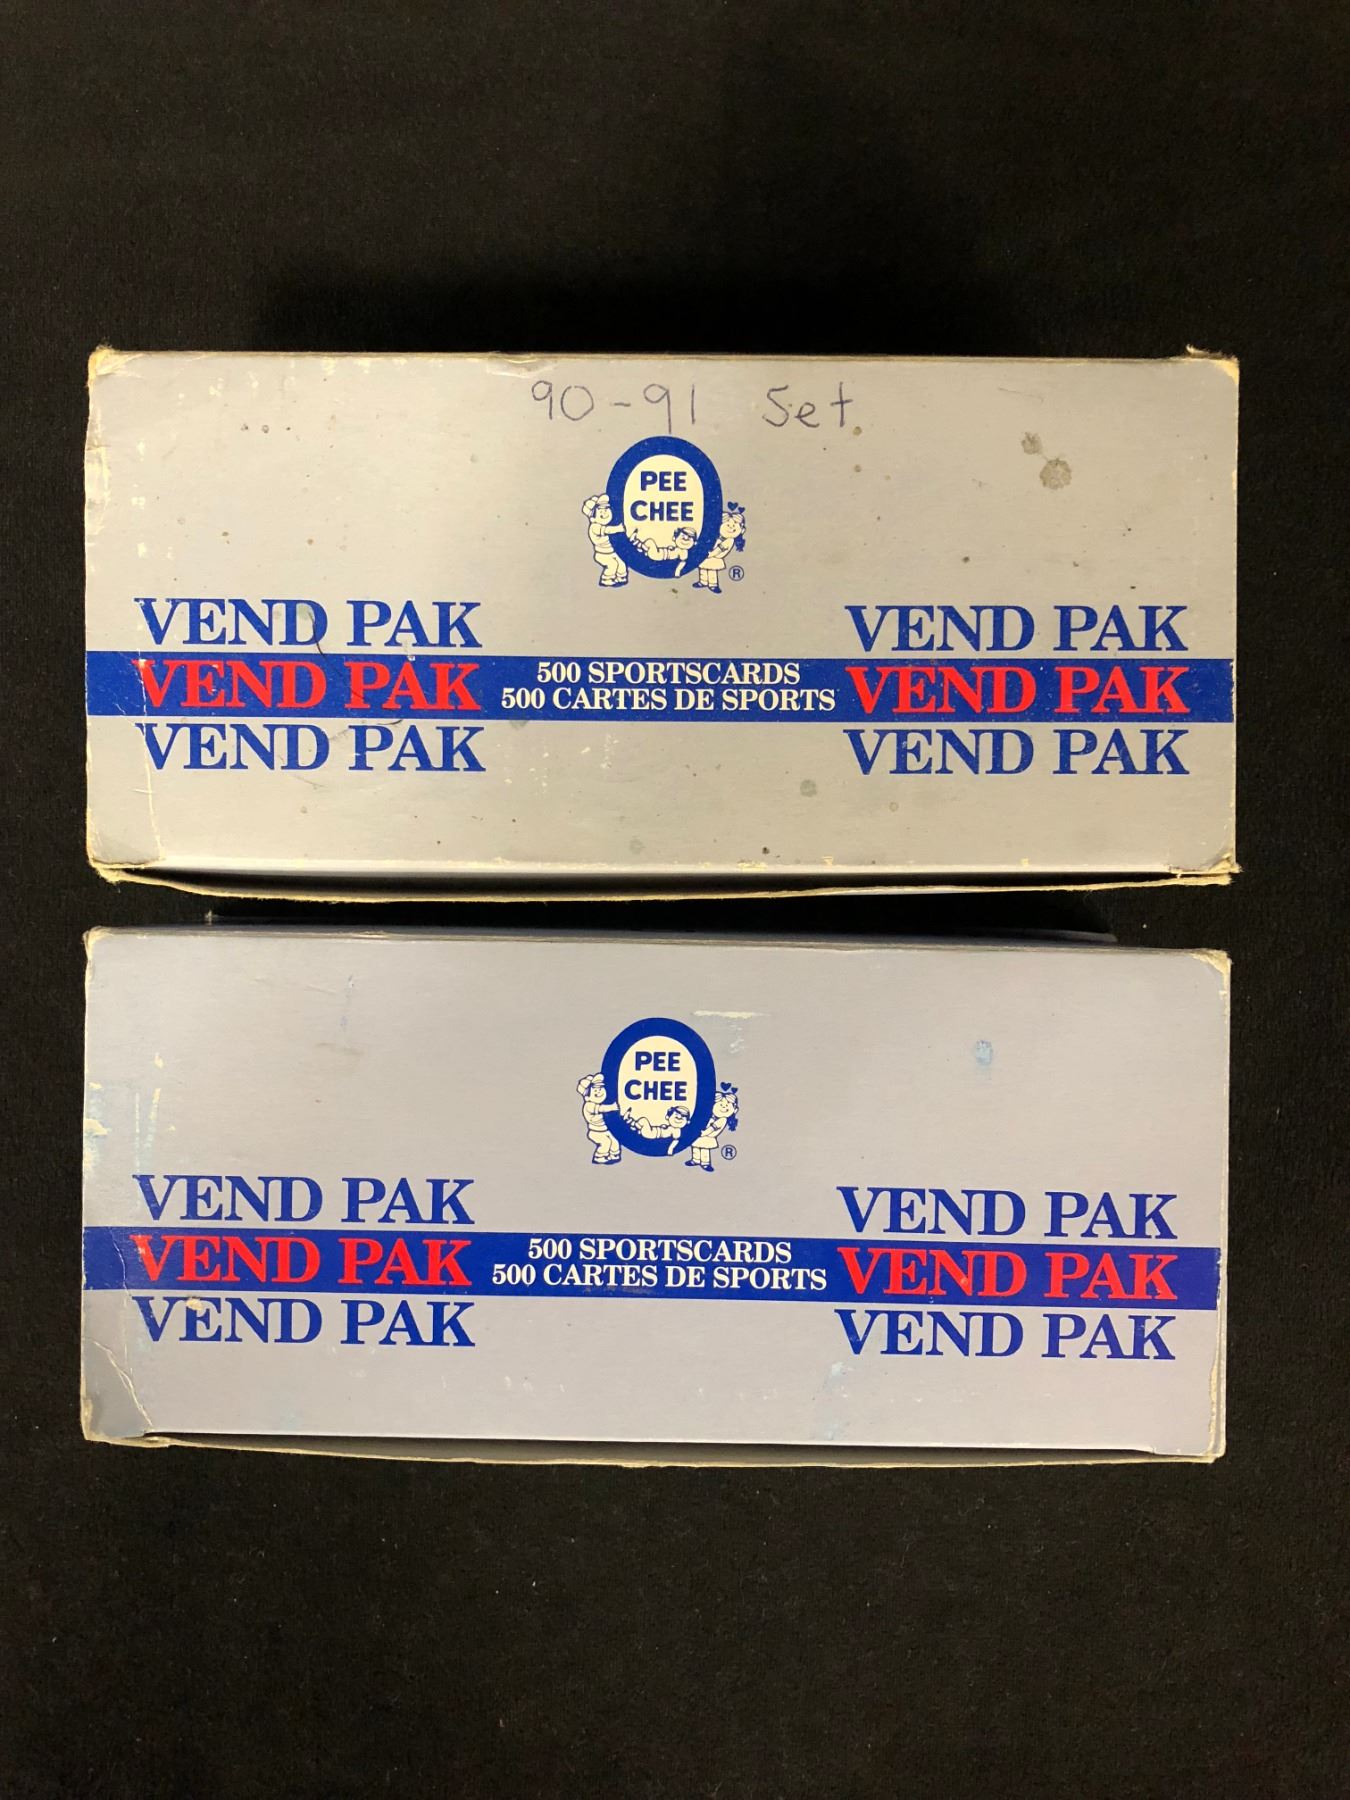 90-91 Set.
PEE
CHEE
®
VEND PAK VEND PAK
VEND PAK 500 SPORTSCARDS VEND PAK
500 CARTES DE SPORTS
VEND PAK VEND PAK
PEE
CHEE
®
VEND PAK VEND PAK
VEND PAK 500 SPORTSCARDS VEND PAK
500 CARTES DE SPORTS
VEND PAK VEND PAK